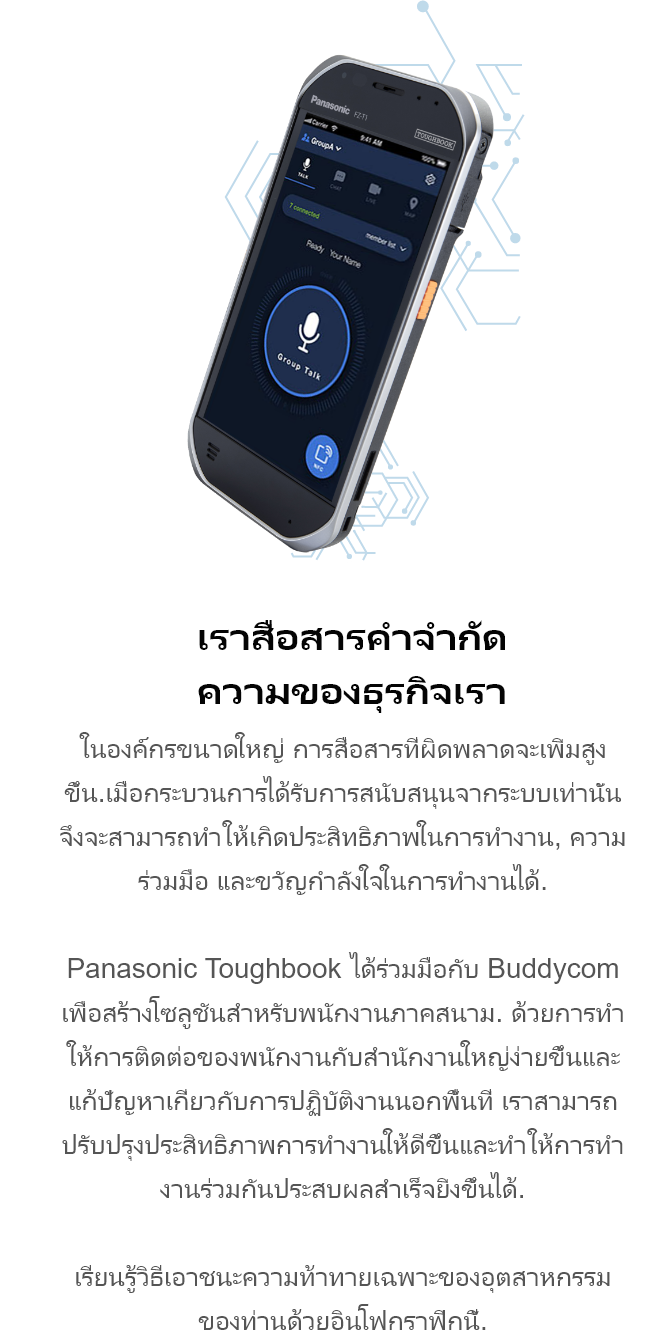 Panasonic FZ-T1
TOUGHBOOK
Carrier 9:41 AM 100%
GroupA
TALK CHAT LIVE MAP
7 connected member list
Ready Your Name
Group Talk
NFC
เราสื่อสารคำจำกัด
ความของธุรกิจเรา
ในองค์กรขนาดใหญ่ การสื่อสารที่ผิดพลาดจะเพิ่มสูง
ขึ้น.เมื่อกระบวนการได้รับการสนับสนุนจากระบบเท่านั้น
จึงจะสามารถทำให้เกิดประสิทธิภาพในการทำงาน, ความ
ร่วมมือ และขวัญกำลังใจในการทำงานได้.
Panasonic Toughbook ได้ร่วมมือกับ Buddycom
เพื่อสร้างโซลูชันสำหรับพนักงานภาคสนาม. ด้วยการทำ
ให้การติดต่อของพนักงานกับสำนักงานใหญ่ง่ายขึ้นและ
แก้ปัญหาเกี่ยวกับการปฏิบัติงานนอกพื้นที่ เราสามารถ
ปรับปรุงประสิทธิภาพการทำงานให้ดีขึ้นและทำให้การทำ
งานร่วมกันประสบผลสำเร็จยิ่งขึ้นได้.
เรียนรู้วิธีเอาชนะความท้าทายเฉพาะของอุตสาหกรรม
ของท่านด้วยอินโฟกราฟิกนี้.